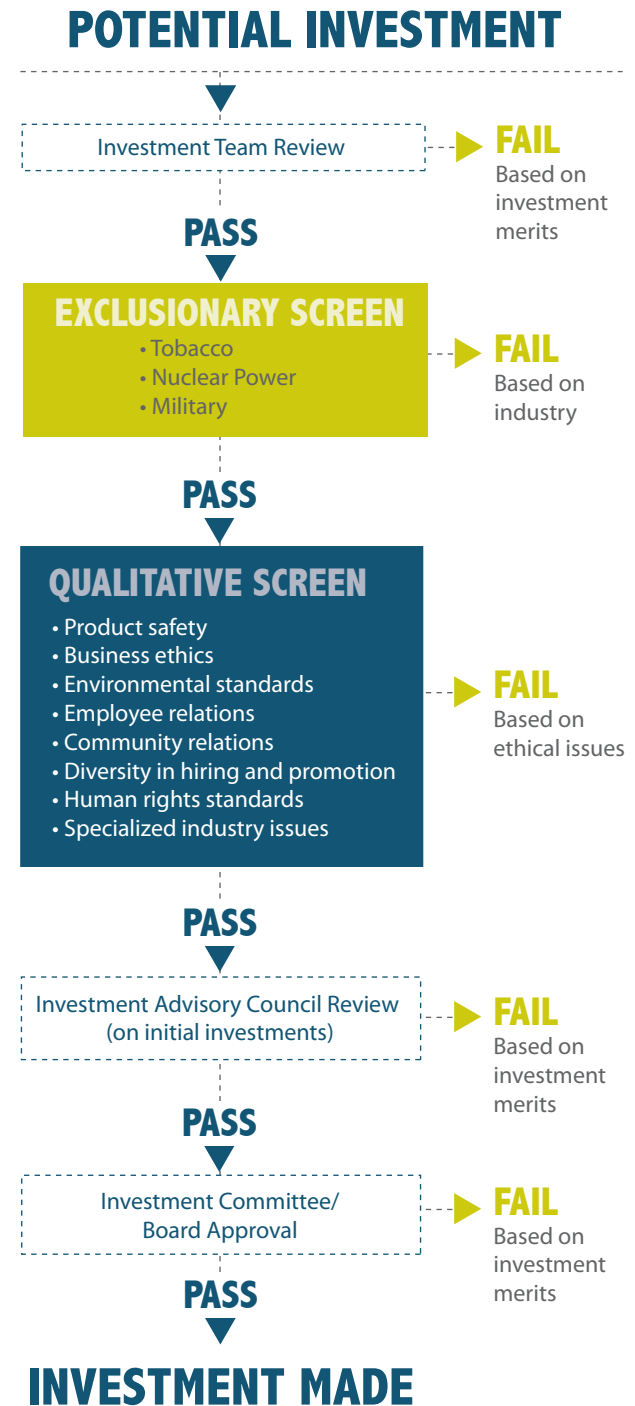 POTENTIAL INVESTMENT
Investment Team Review
FAIL
Based on
investment
merits
PASS
EXCLUSIONARY SCREEN
• Tobacco
• Nuclear Power
• Military
FAIL
Based on
industry
PASS
QUALITATIVE SCREEN
• Product safety
• Business ethics
• Environmental standards
• Employee relations
• Community relations
• Diversity in hiring and promotion
• Human rights standards
• Specialized industry issues
FAIL
Based on
ethical issues
PASS
Investment Advisory Council Review
(on initial investments)
FAIL
Based on
investment
merits
PASS
Investment Committee/
Board Approval
FAIL
Based on
investment
merits
PASS
INVESTMENT MADE